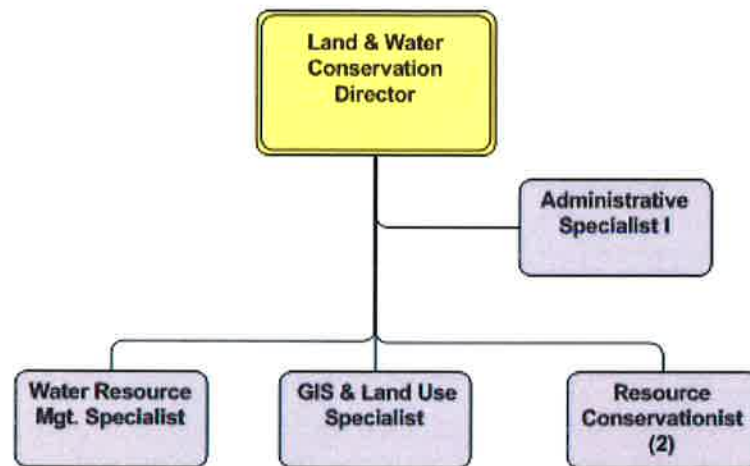 Land & Water
Conservation
Director
Administrative
Specialist I
Water Resource
Mgt. Specialist
GIS & Land Use
Specialist
Resource
Conservationist
(2)